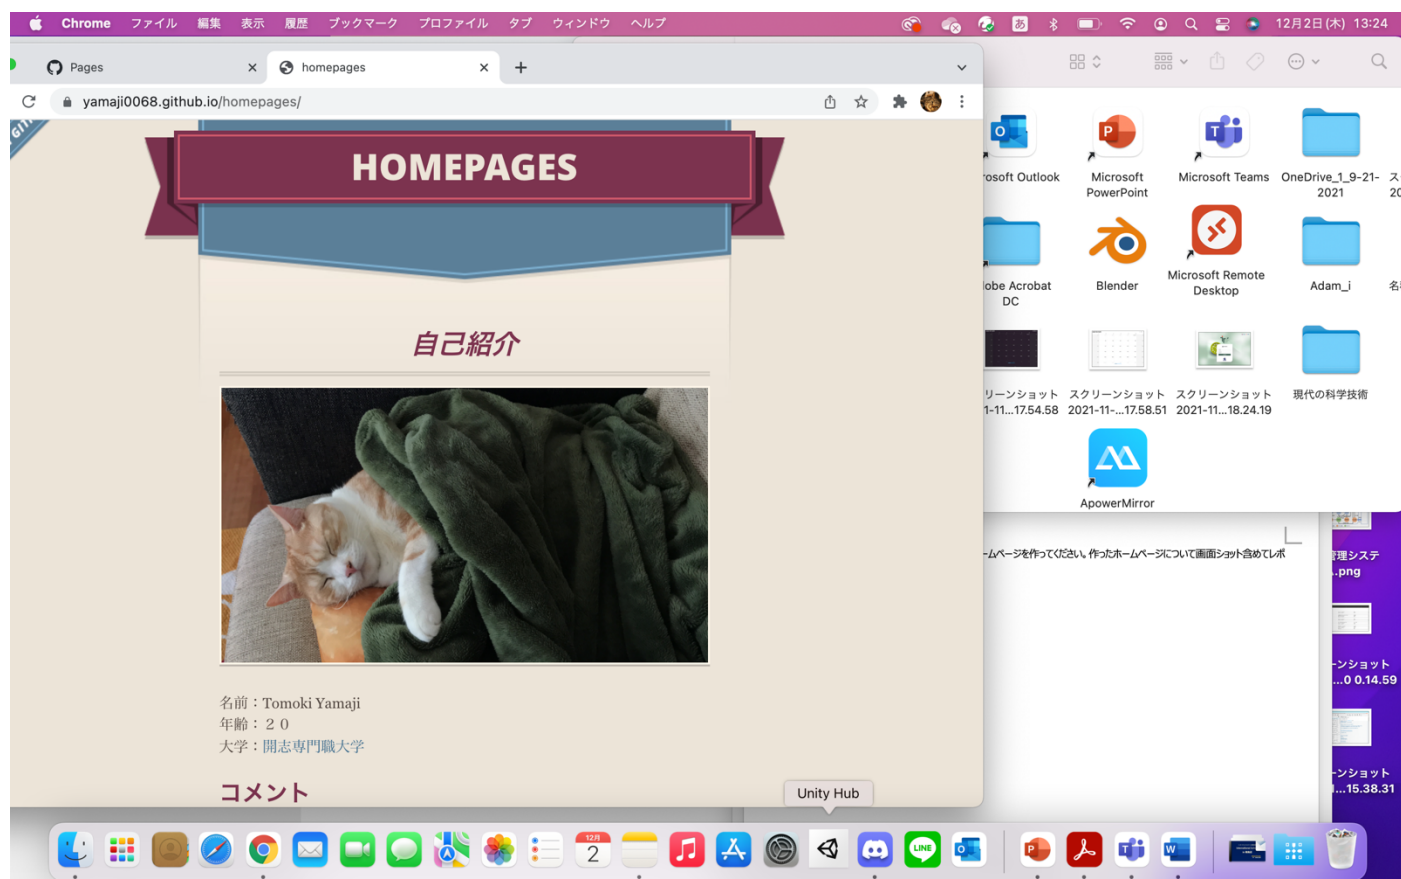 Chrome ファイル 編集 表示 履歴 ブックマーク プロファイル タブ ウィンドウ ヘルプ
あ
12月2日(木) 13:24
Pages
homepages
yamaji0068.github.io/homepages/
HOMEPAGES
自己紹介
名前：Tomoki Yamaji
年齢：２０
大学：開志専門職大学
コメント
rosoft Outlook
Microsoft
PowerPoint
Microsoft Teams
OneDrive_1_9-21-
2021
ス
20
obe Acrobat
DC
Blender
Microsoft Remote
Desktop
Adam_i
リーンショット
1-11...17.54.58
スクリーンショット
2021-11-...17.58.51
スクリーンショット
2021-11...18.24.19
現代の科学技術
ApowerMirror
ームページを作ってください。作ったホームページについて画面ショット含めてレポ
管理システ
.png
ーンショット
...0 0.14.59
ーンショット
...15.38.31
Unity Hub
12月
2
LINE